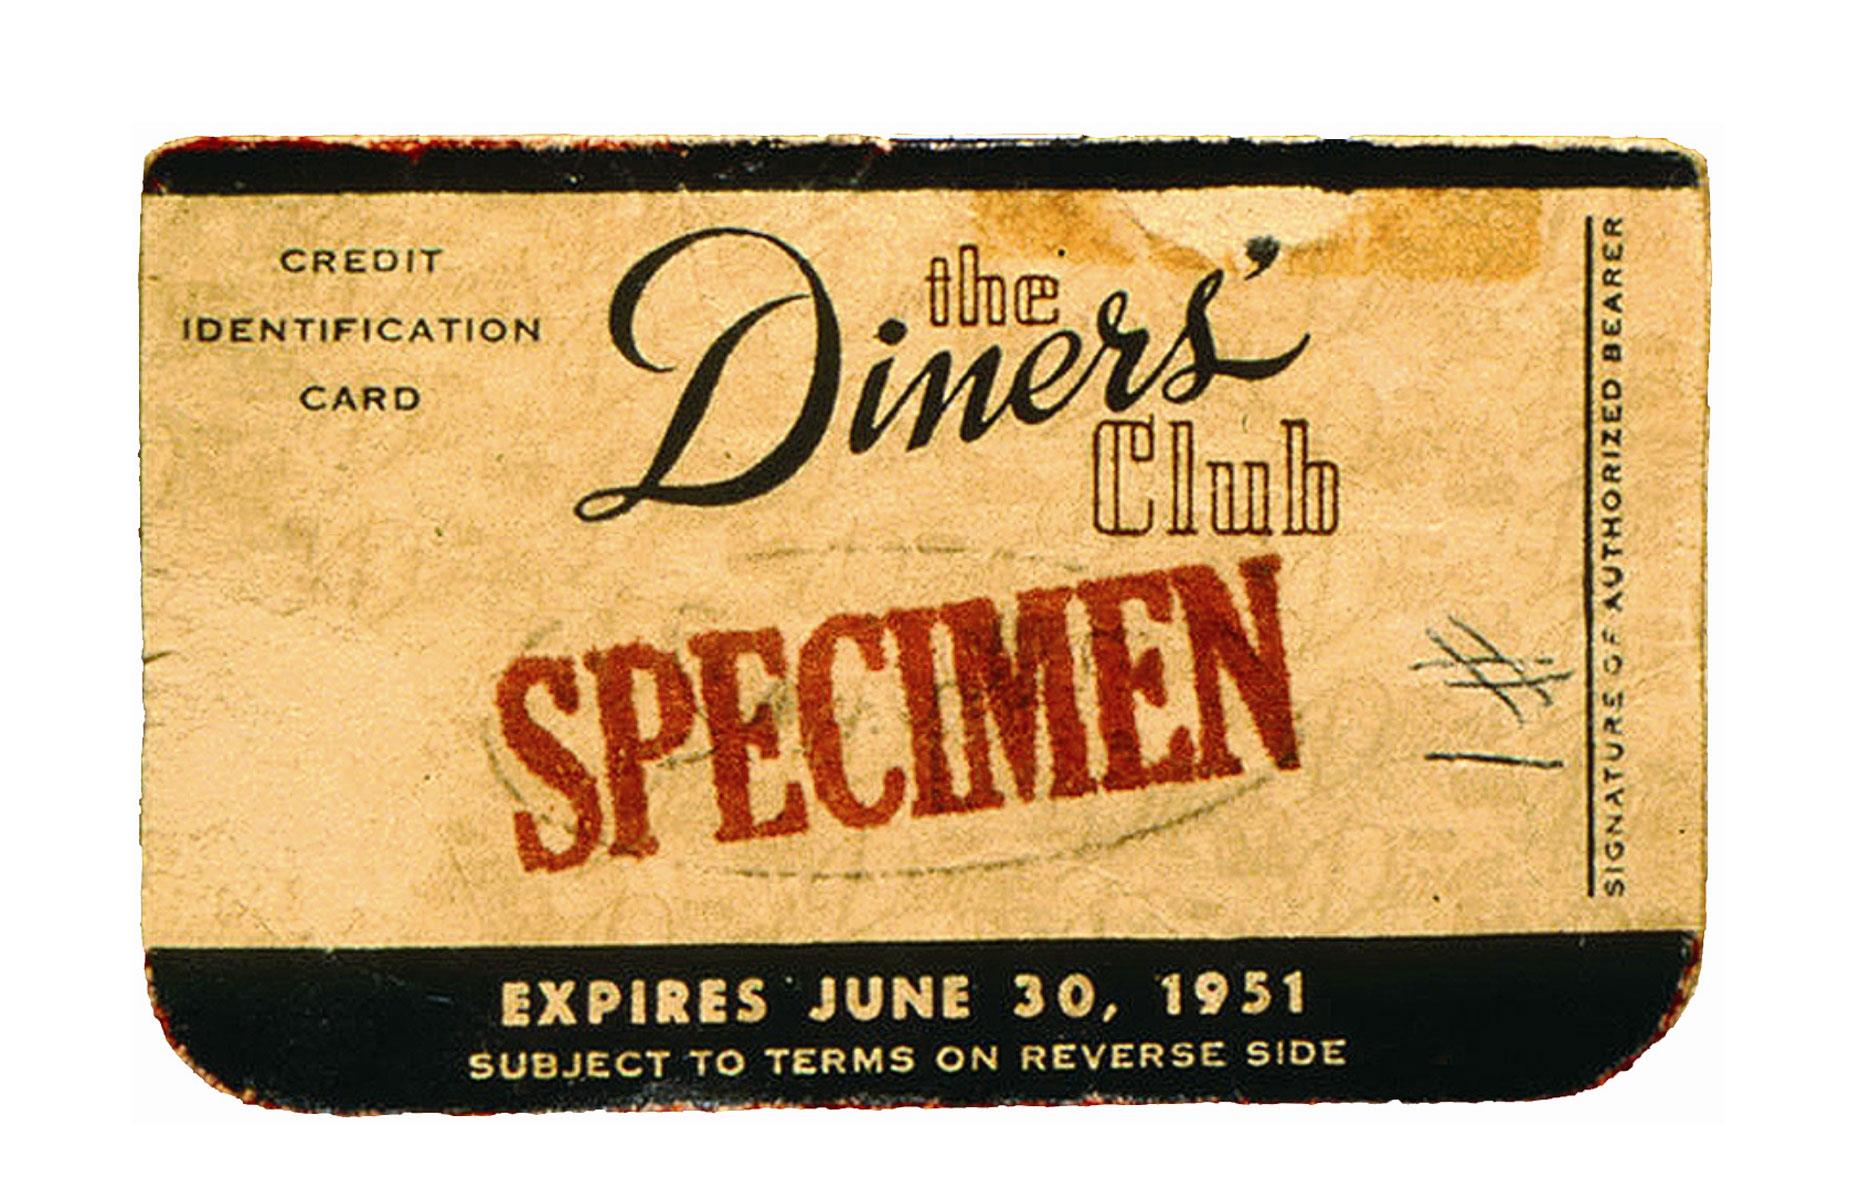 CREDIT
IDENTIFICATION
CARD
the
Diners'
Club
SPECIMEN
#1
SIGNATURE OF AUTHORIZED BEARER
EXPIRES JUNE 30, 1951
SUBJECT TO TERMS ON REVERSE SIDE